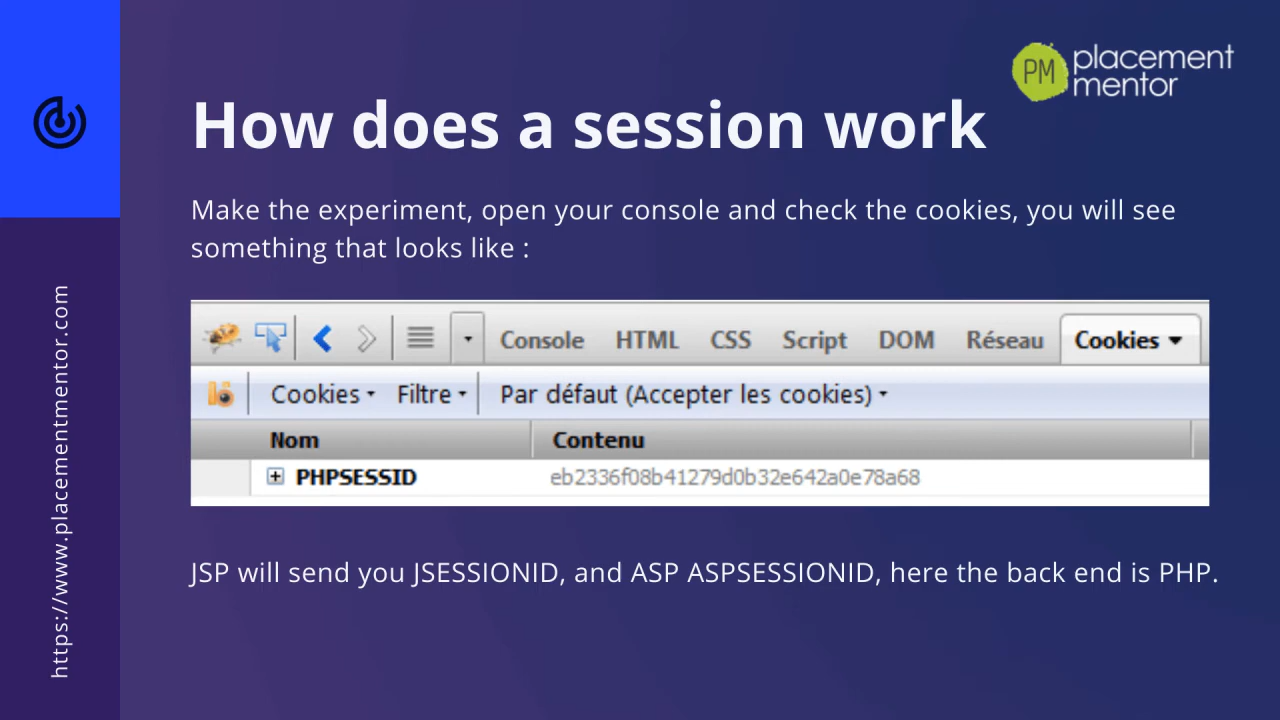 PM placement
mentor
How does a session work
Make the experiment, open your console and check the cookies, you will see
something that looks like :
Console HTML CSS Script DOM Réseau Cookies
Cookies Filtre Par défaut (Accepter les cookies)
Nom Contenu
PHPSESSID eb2336f08b41279d0b32e642a0e78a68
JSP will send you JSESSIONID, and ASP ASPSESSIONID, here the back end is PHP.
https://www.placementmentor.com